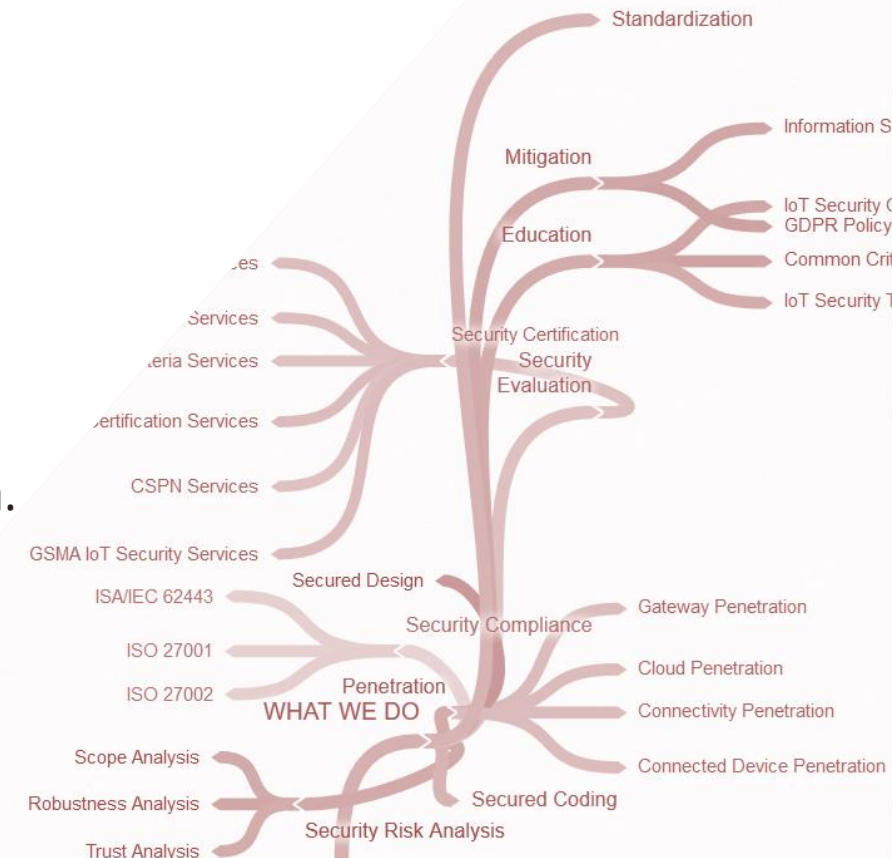 Standardization
Information
Mitigation
IoT Security
GDPR Policy
Education
Common
IoT Security
Services
Services
Services
Services
CSPN Services
GSMA IoT Security Services
Security Certification
Security
Evaluation
Secured Design
ISA/IEC 62443
ISO 27001
ISO 27002
Security Compliance
Gateway Penetration
Cloud Penetration
Connectivity Penetration
Connected Device Penetration
Penetration
WHAT WE DO
Scope Analysis
Robustness Analysis
Trust Analysis
Secured Coding
Security Risk Analysis